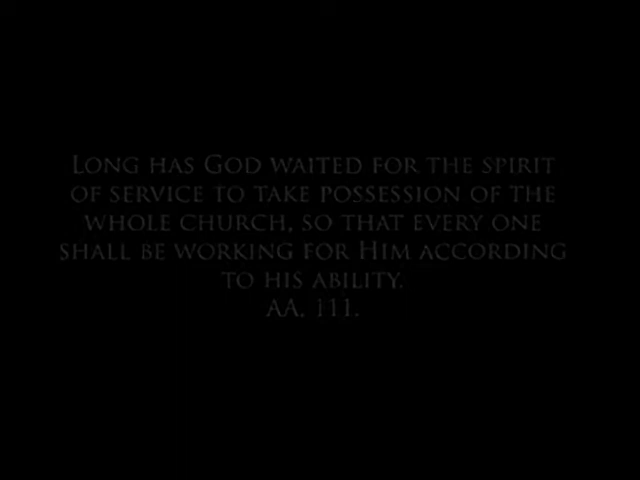 Long has God waited for the spirit
of service to take possession of the
whole church, so that every one
shall be working for Him according
to his ability.
AA. 111.